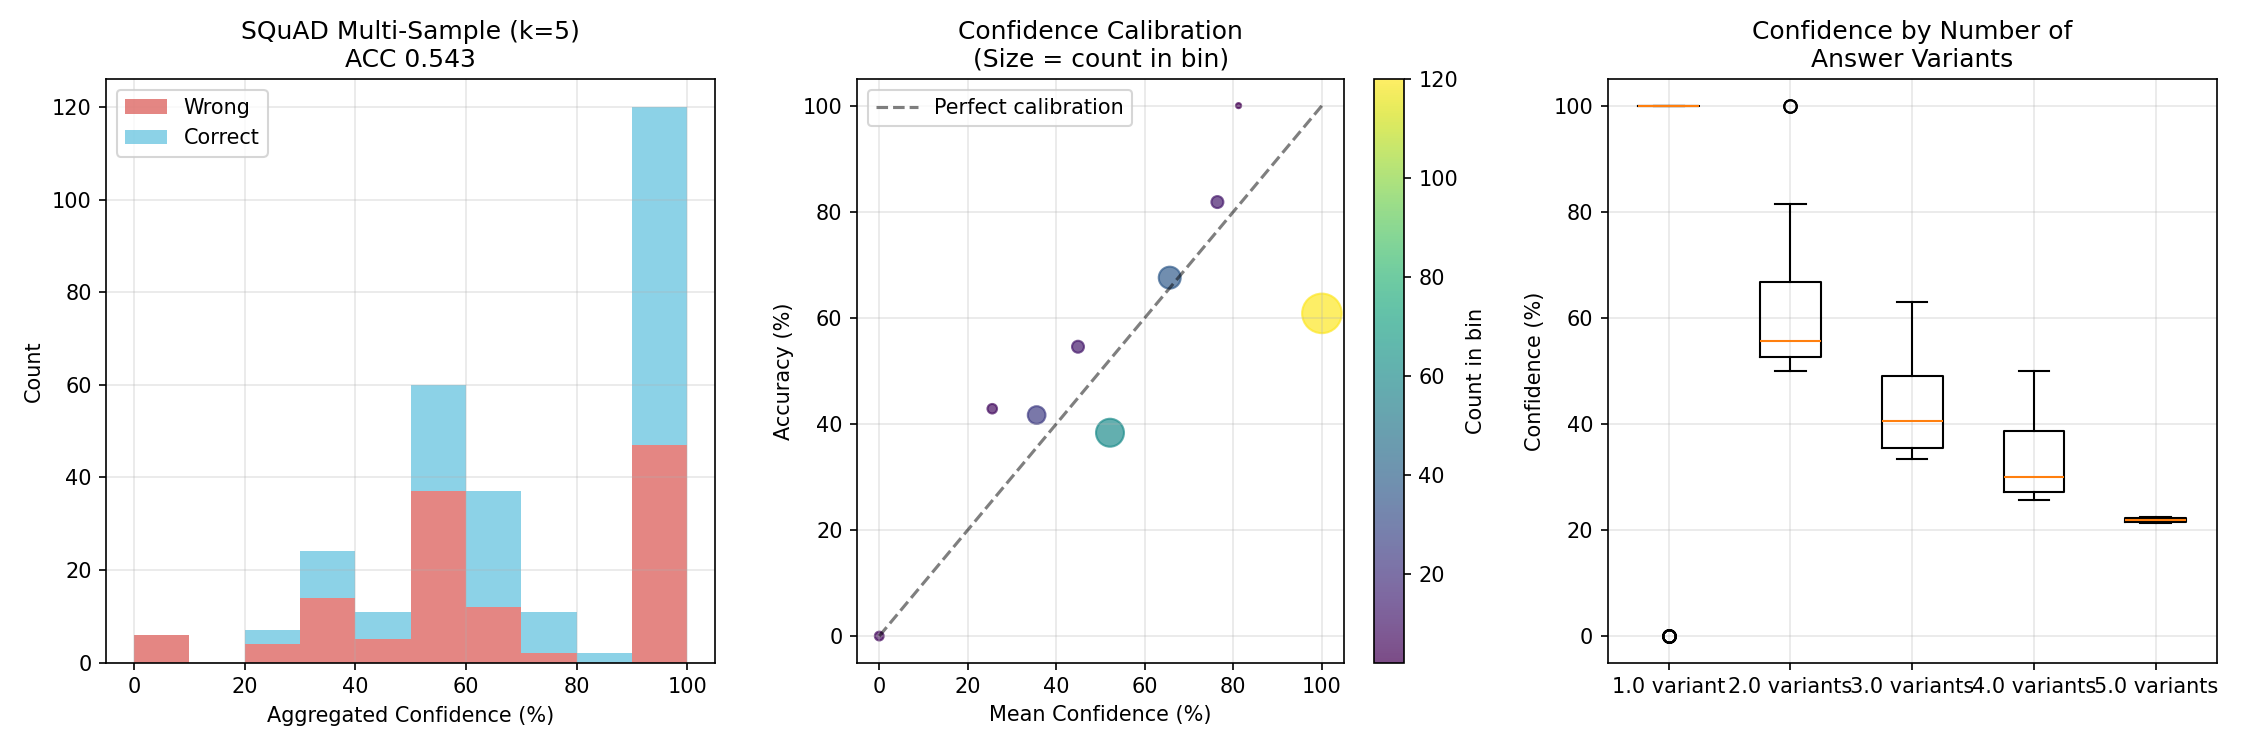 SQuAD Multi-Sample (k=5)
ACC 0.543
Wrong
Correct
120
100
80
60
40
20
0
Count
0 20 40 60 80 100
Aggregated Confidence (%)
Confidence Calibration
(Size = count in bin)
Perfect calibration
100
80
60
40
20
0
Accuracy (%)
0 20 40 60 80 100
Mean Confidence (%)
120
100
80
60
40
20
Count in bin
Confidence by Number of
Answer Variants
100
80
60
40
20
0
Confidence (%)
1.0 variant 2.0 variants 3.0 variants 4.0 variants 5.0 variants